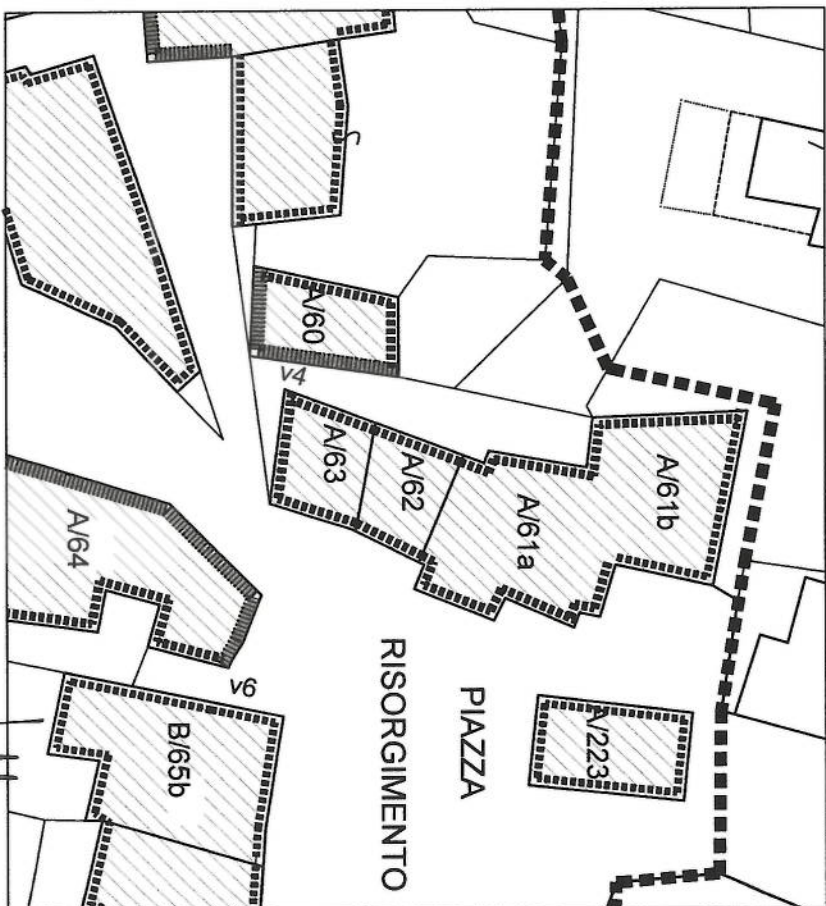 A/60
v4
A/63
A/62
A/61a
A/61b
A/64
v6
B/65b
A/223
PIAZZA
RISORGIMENTO